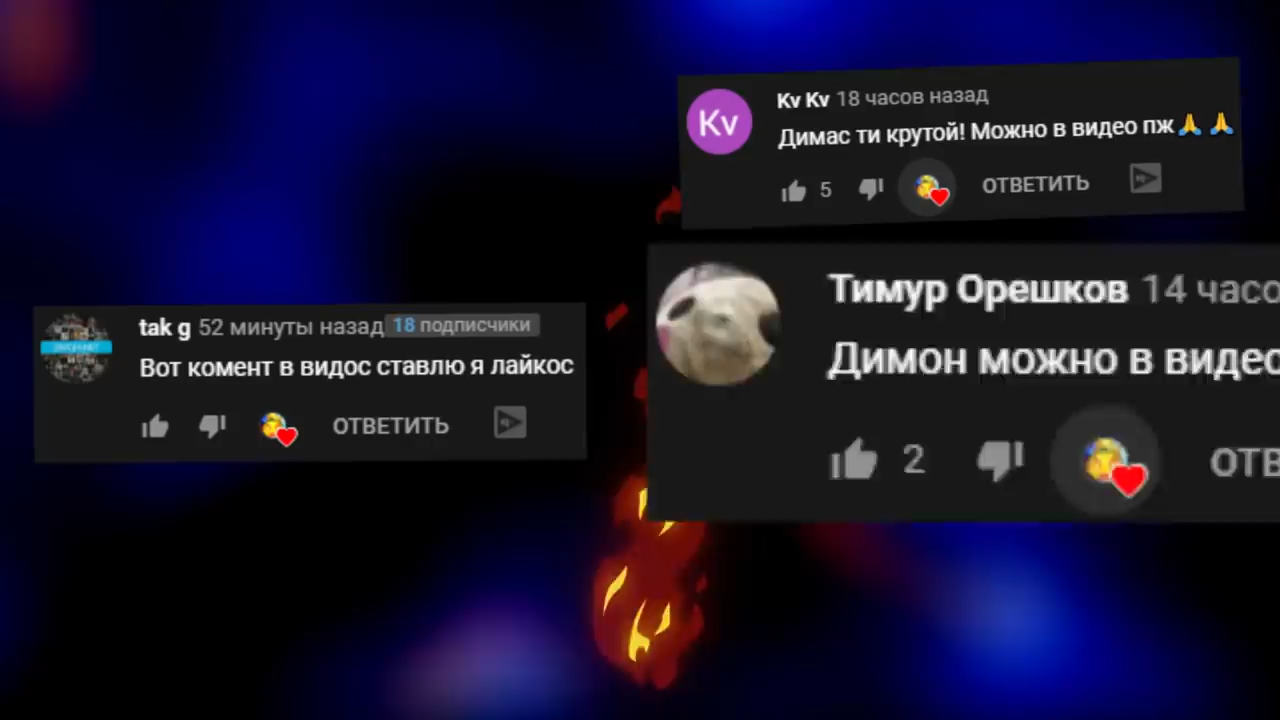 Kv
Kv Kv 18 часов назад
Димас ти крутой! Можно в видео пж🙏🙏
5
ОТВЕТИТЬ
Тимур Орешков 14 часо
Димон можно в видео
2
ОТВ
tak g 52 минуты назад 18 подписчики
Вот комент в видос ставлю я лайкос
ОТВЕТИТЬ